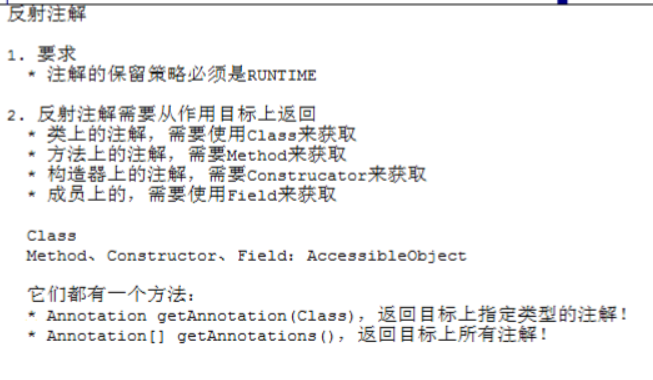 反射注解
1. 要求
* 注解的保留策略必须是RUNTIME
2. 反射注解需要从作用目标上返回
* 类上的注解，需要使用Class来获取
* 方法上的注解，需要Method来获取
* 构造器上的注解，需要Construcator来获取
* 成员上的，需要使用Field来获取
Class
Method、Constructor、Field：AccessibleObject
它们都有一个方法：
* Annotation getAnnotation(Class)，返回目标上指定类型的注解！
* Annotation[] getAnnotations()，返回目标上所有注解！